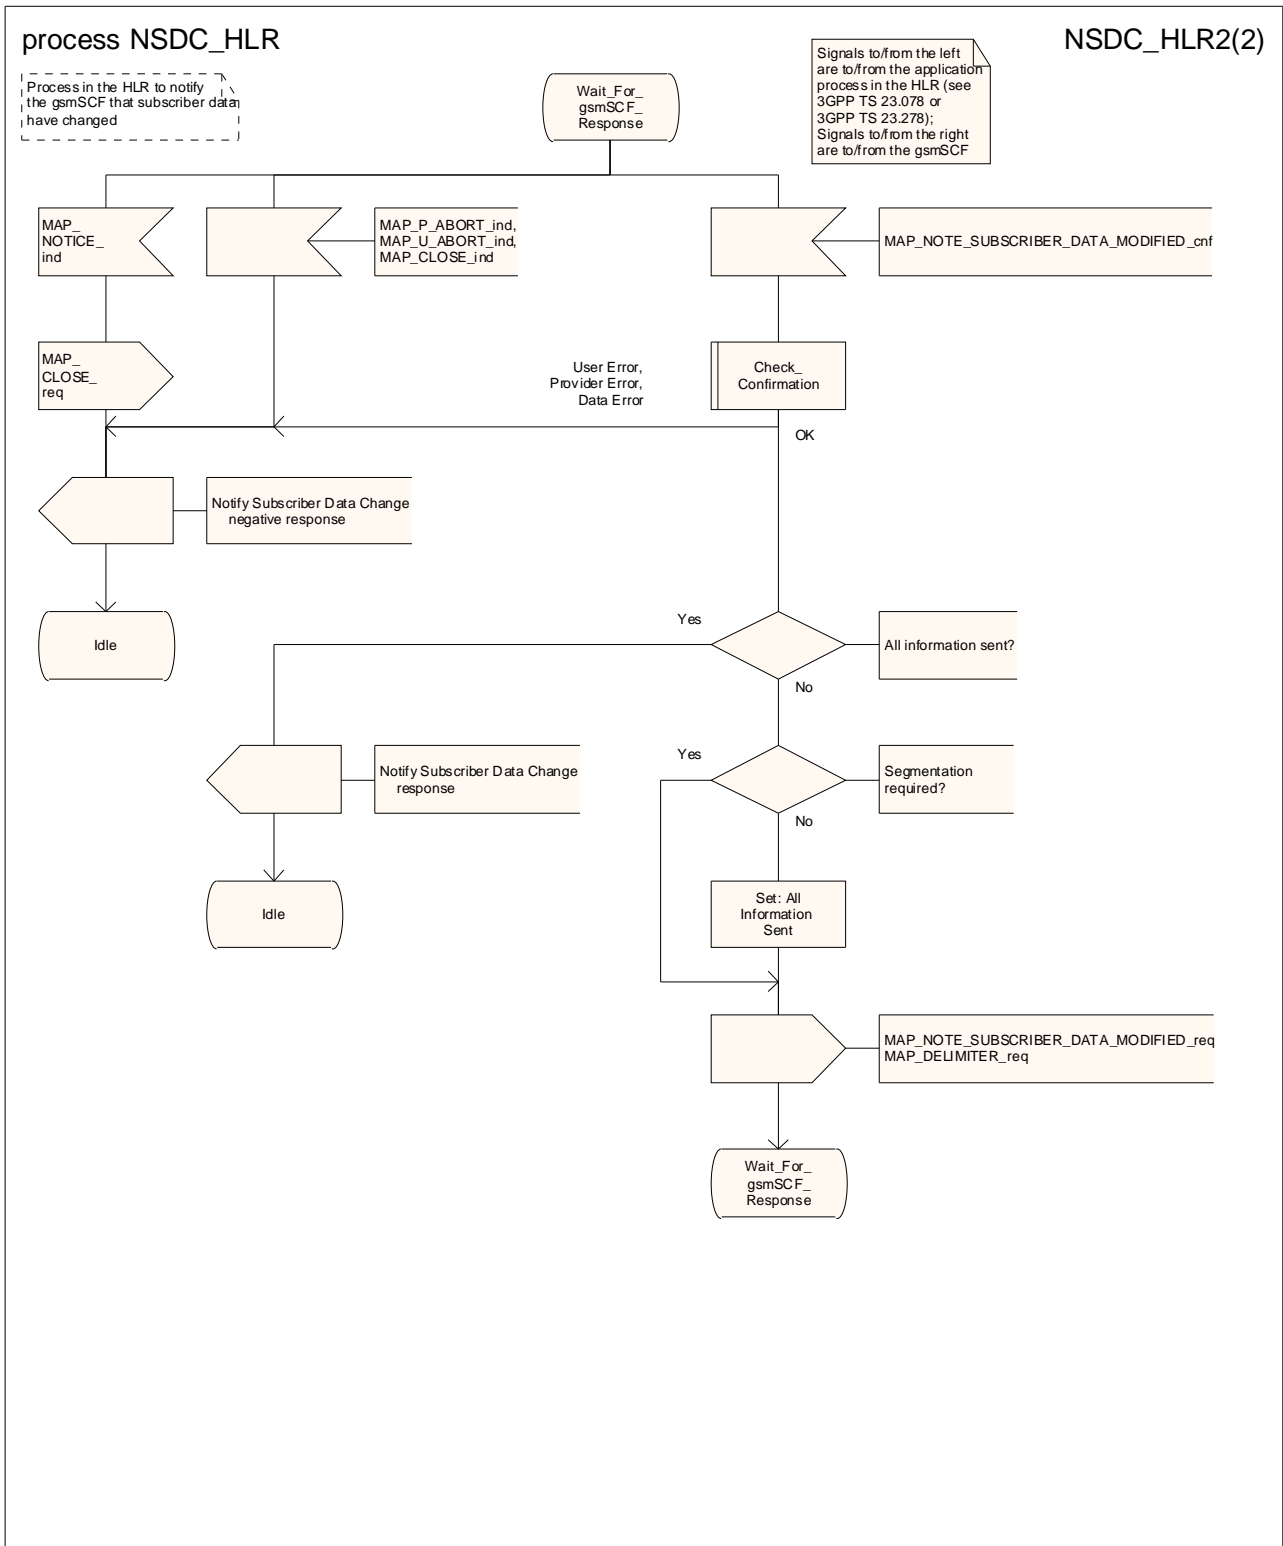 process NSDC_HLR
NSDC_HLR2(2)
Process in the HLR to notify
the gsmSCF that subscriber data
have changed
Wait_For_
gsmSCF_
Response
Signals to/from the left
are to/from the application
process in the HLR (see
3GPP TS 23.078 or
3GPP TS 23.278);
Signals to/from the right
are to/from the gsmSCF
MAP_
NOTICE_
ind
MAP_P_ABORT_ind,
MAP_U_ABORT_ind,
MAP_CLOSE_ind
MAP_NOTE_SUBSCRIBER_DATA_MODIFIED_cnf
MAP_
CLOSE_
req
User Error,
Provider Error,
Data Error
Check_
Confirmation
OK
Notify Subscriber Data Change
negative response
Idle
Yes
All information sent?
No
Notify Subscriber Data Change
response
Yes
Segmentation
required?
No
Idle
Set: All
Information
Sent
MAP_NOTE_SUBSCRIBER_DATA_MODIFIED_req
MAP_DELIMITER_req
Wait_For_
gsmSCF_
Response